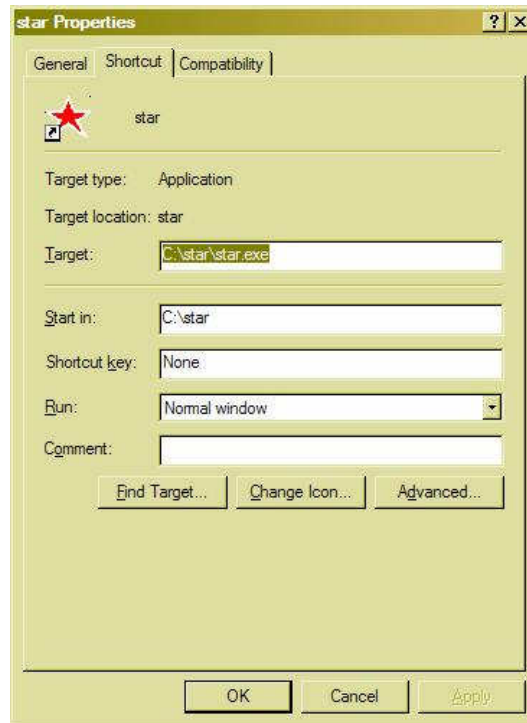 star Properties
General Shortcut Compatibility
star
Target type: Application
Target location: star
Target: C:\star\star.exe
Start in: C:\star
Shortcut key: None
Run: Normal window
Comment:
Find Target... Change Icon... Advanced...
OK Cancel Apply